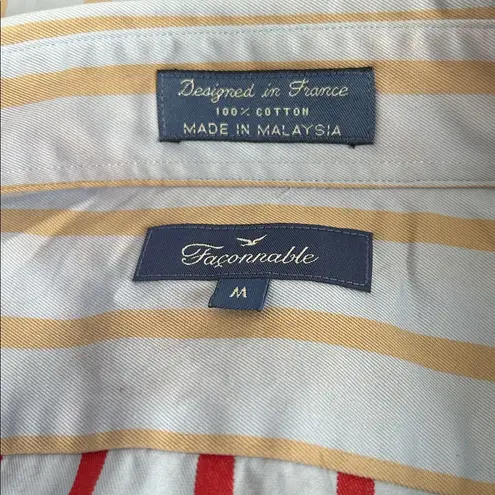 Designed in France
100% COTTON
MADE IN MALAYSIA
Façonnable
M